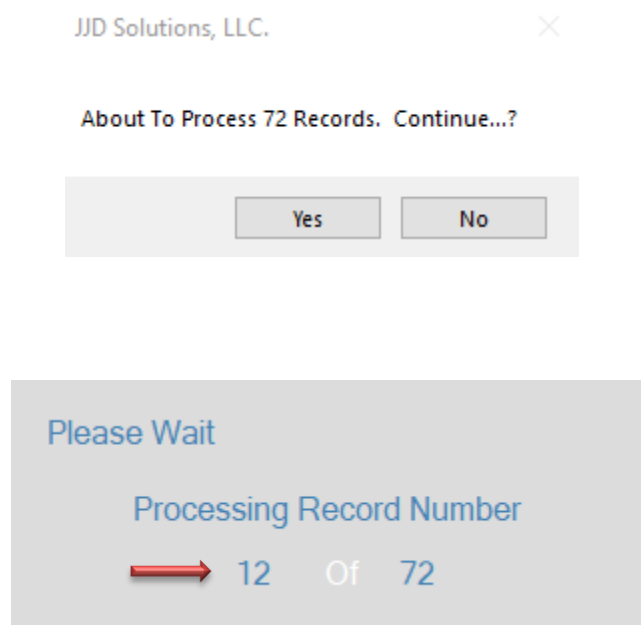 JJD Solutions, LLC.
About To Process 72 Records.  Continue...?
Yes No
Please Wait
Processing Record Number
12 Of 72